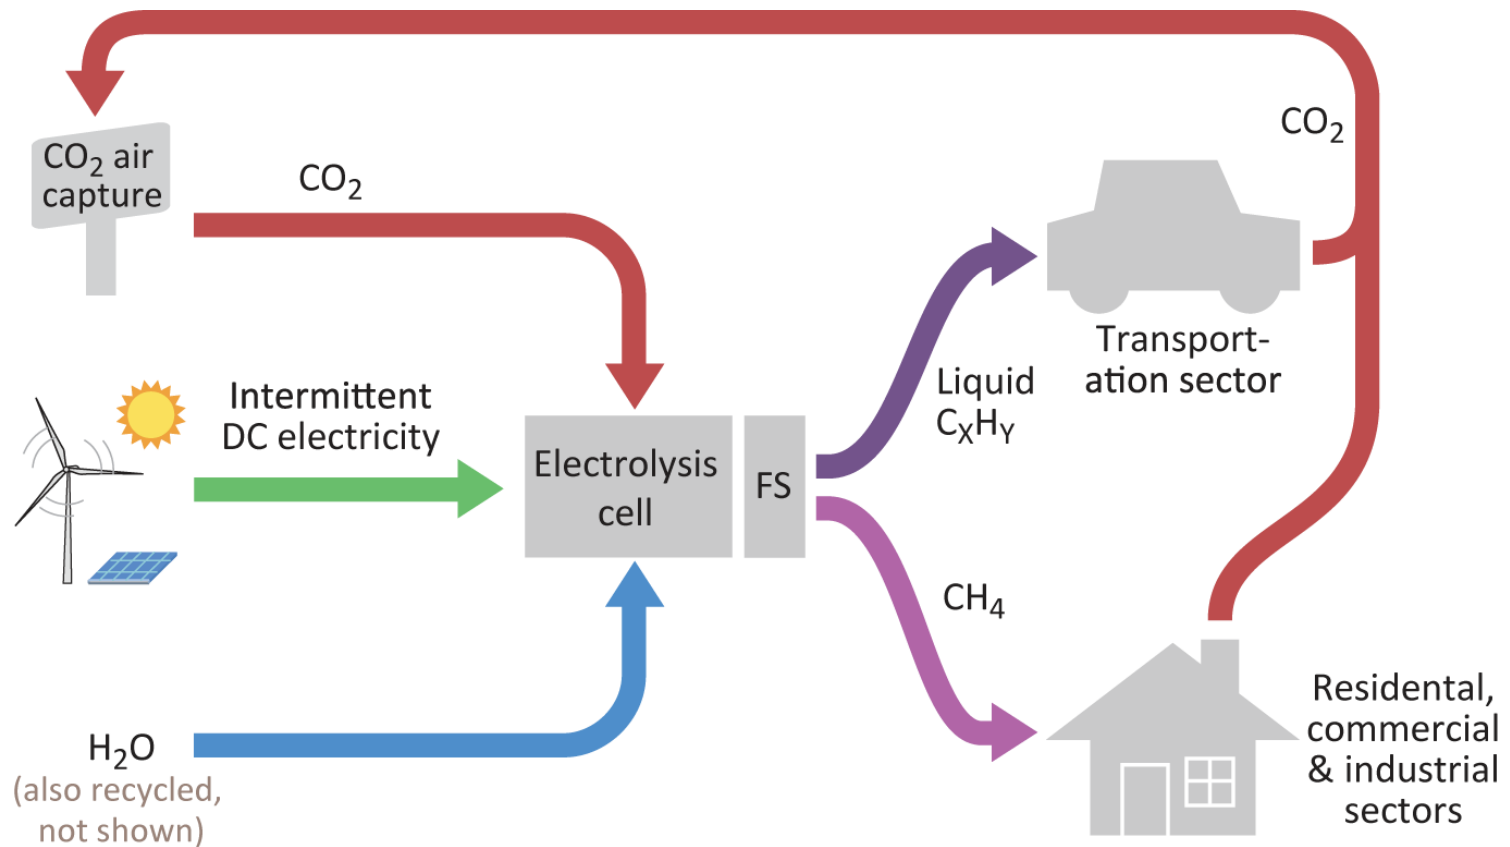 CO₂
CO₂ air
capture
CO₂
Intermittent
DC electricity
Electrolysis
cell
FS
Liquid
CₓHᵧ
Transport-
ation sector
CH₄
H₂O
(also recycled,
not shown)
Residental,
commercial
& industrial
sectors